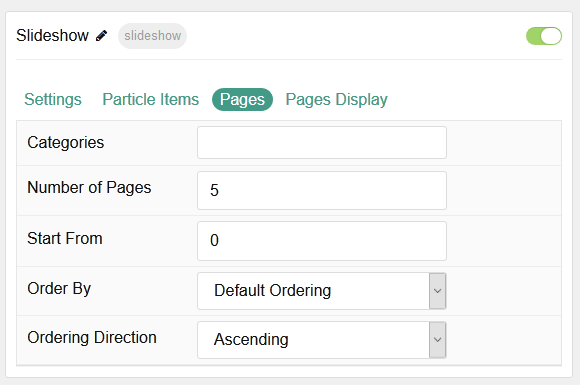 Slideshow slideshow
Settings Particle Items Pages Pages Display
Categories
Number of Pages 5
Start From 0
Order By Default Ordering
Ordering Direction Ascending